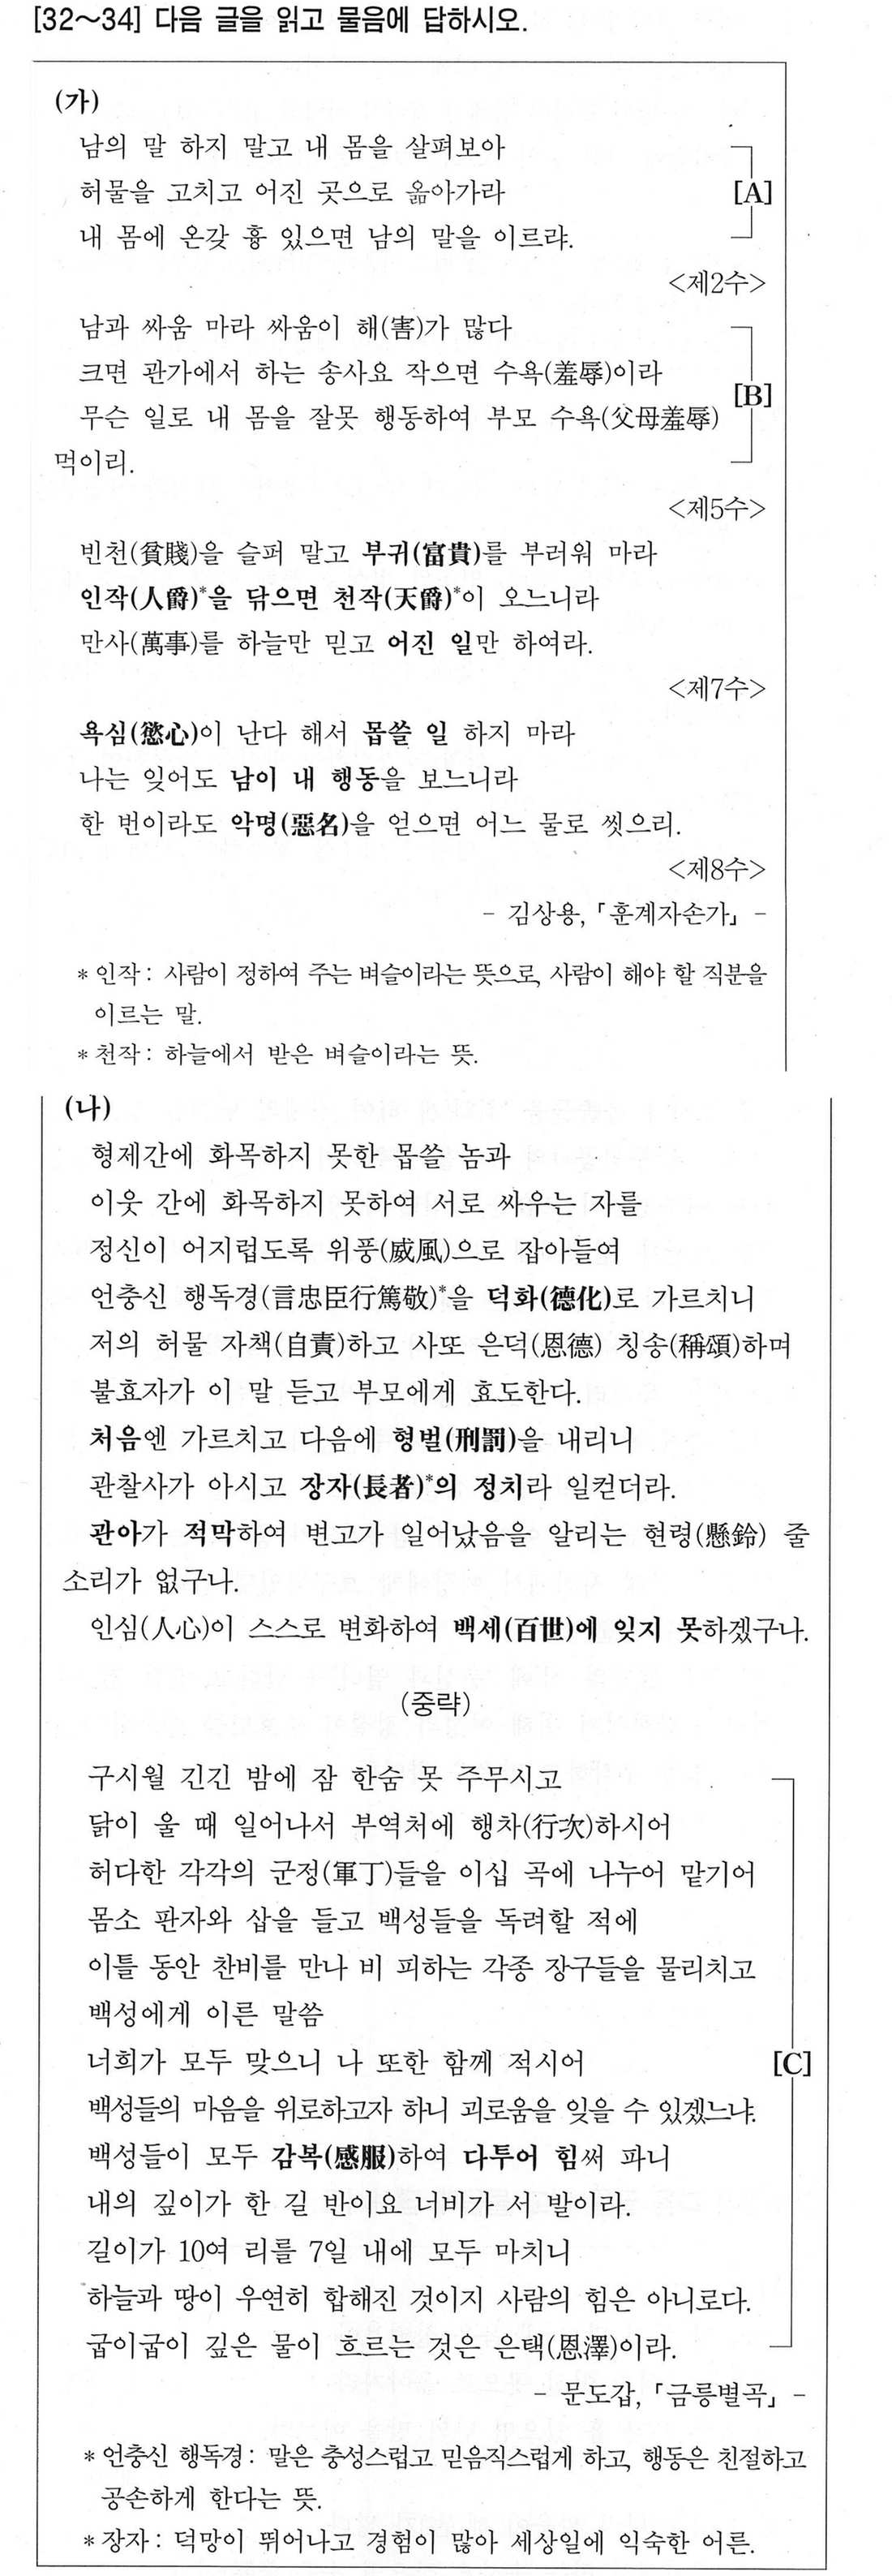 [32~34] 다음 글을 읽고 물음에 답하시오.
(가)
남의 말 하지 말고 내 몸을 살펴보아
허물을 고치고 어진 곳으로 옮아가라
[A]
내 몸에 온갖 흉 있으면 남의 말을 이르랴.
<제2수>
남과 싸움 마라 싸움이 해(害)가 많다
크면 관가에서 하는 송사요 작으면 수욕(羞辱)이라
[B]
무슨 일로 내 몸을 잘못 행동하여 부모 수욕(父母羞辱)
먹이리.
<제5수>
빈천(貧賤)을 슬퍼 말고 부귀(富貴)를 부러워 마라
인작(人爵)*을 닦으면 천작(天爵)*이 오느니라
만사(萬事)를 하늘만 믿고 어진 일만 하여라.
<제7수>
욕심(慾心)이 난다 해서 몹쓸 일 하지 마라
나는 잊어도 남이 내 행동을 보느니라
한 번이라도 악명(惡名)을 얻으면 어느 물로 씻으리.
<제8수>
- 김상용, 「훈계자손가」 -
* 인작 : 사람이 정하여 주는 벼슬이라는 뜻으로, 사람이 해야 할 직분을
이르는 말.
* 천작 : 하늘에서 받은 벼슬이라는 뜻.
(나)
형제간에 화목하지 못한 몹쓸 놈과
이웃 간에 화목하지 못하여 서로 싸우는 자를
정신이 어지럽도록 위풍(威風)으로 잡아들여
언충신 행독경(言忠臣行篤敬)*을 덕화(德化)로 가르치니
저의 허물 자책(自責)하고 사또 은덕(恩德) 칭송(稱頌)하며
불효자가 이 말 듣고 부모에게 효도한다.
처음엔 가르치고 다음에 형벌(刑罰)을 내리니
관찰사가 아시고 장자(長者)*의 정치라 일컫더라.
관아가 적막하여 변고가 일어났음을 알리는 현령(懸鈴) 줄
소리가 없구나.
인심(人心)이 스스로 변화하여 백세(百世)에 잊지 못하겠구나.
(중략)
구시월 긴긴 밤에 잠 한숨 못 주무시고
닭이 울 때 일어나서 부역처에 행차(行次)하시어
허다한 각각의 군정(軍丁)들을 이십 곡에 나누어 맡기어
몸소 판자와 삽을 들고 백성들을 독려할 적에
이틀 동안 찬비를 만나 비 피하는 각종 장구들을 물리치고
백성에게 이른 말씀
너희가 모두 맞으니 나 또한 함께 적시어
[C]
백성들의 마음을 위로하고자 하니 괴로움을 잊을 수 있겠느냐.
백성들이 모두 감복(感服)하여 다투어 힘써 파니
내의 깊이가 한 길 반이요 너비가 서 발이라.
길이가 10여 리를 7일 내에 모두 마치니
하늘과 땅이 우연히 합해진 것이지 사람의 힘은 아니로다.
굽이굽이 깊은 물이 흐르는 것은 은택(恩澤)이라.
- 문도갑, 「금릉별곡」 -
* 언충신 행독경 : 말은 충성스럽고 믿음직스럽게 하고, 행동은 친절하고
공손하게 한다는 뜻.
* 장자 : 덕망이 뛰어나고 경험이 많아 세상일에 익숙한 어른.